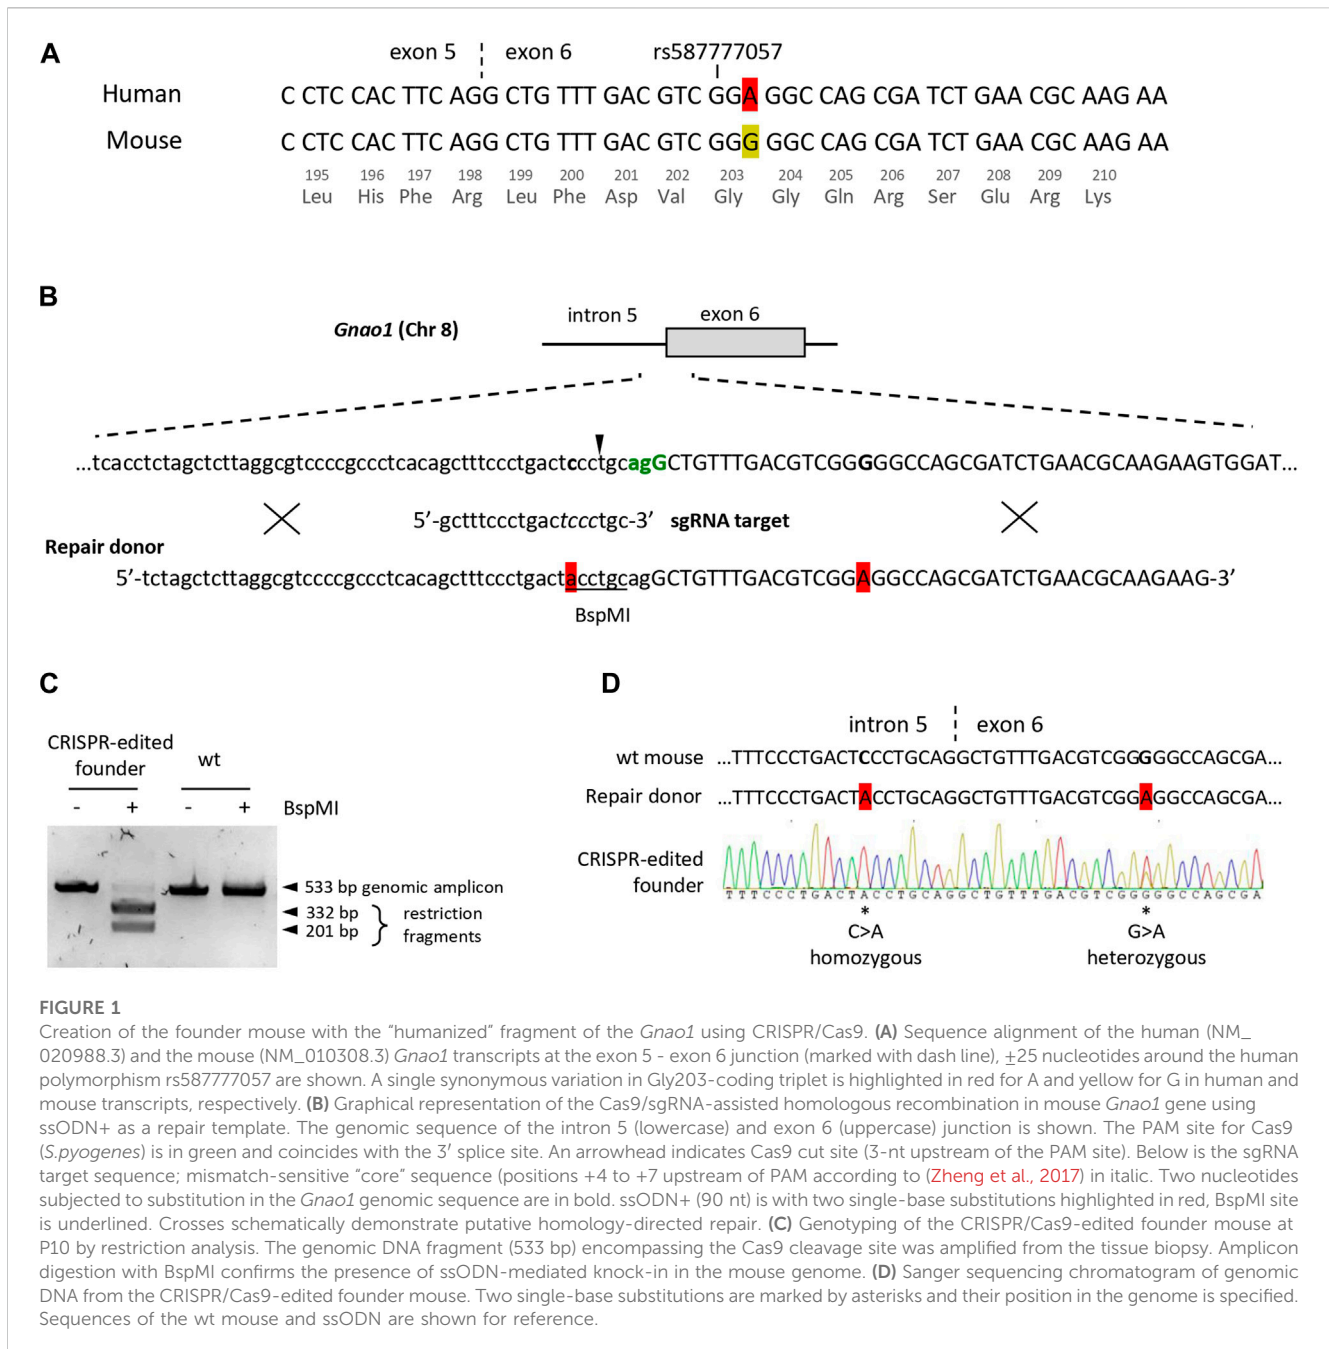 A
exon 5 exon 6 rs587777057
Human C CTC CAC TTC AGG CTG TTT GAC GTC GGA GGC CAG CGA TCT GAA CGC AAG AA
Mouse C CTC CAC TTC AGG CTG TTT GAC GTC GGG GGC CAG CGA TCT GAA CGC AAG AA
195 196 197 198 199 200 201 202 203 204 205 206 207 208 209 210
Leu His Phe Arg Leu Phe Asp Val Gly Gly Gln Arg Ser Glu Arg Lys
B
intron 5 exon 6
Gnao1 (Chr 8)
...tcacctctagctcttaggcgtccccgccctcacagctttccctgactccctgcagGCTGTTTGACGTCGGGGGCCAGCGATCTGAACGCAAGAAGTGGAT...
5’-gctttccctgactccctgc-3’ sgRNA target
Repair donor
5’-tctagctcttaggcgtccccgccctcacagctttccctgactacctgcagGCTGTTTGACGTCGGAGGCCAGCGATCTGAACGCAAGAAG-3’
BspMI
C
CRISPR-edited founder wt
- + - + BspMI
533 bp genomic amplicon
332 bp restriction
201 bp fragments
D
intron 5 exon 6
wt mouse ...TTTCCCTGACTCCCTGCAGGCTGTTTGACGTCGGGGGCCAGCGA...
Repair donor ...TTTCCCTGACTACCTGCAGGCTGTTTGACGTCGGAGGCCAGCGA...
CRISPR-edited founder
TTTCCCTGACTACCTGCAGGCTGTTTGACGTCGGGGGCCAGCGA
* *
C>A G>A
homozygous heterozygous
FIGURE 1
Creation of the founder mouse with the “humanized” fragment of the Gnao1 using CRISPR/Cas9. (A) Sequence alignment of the human (NM_
020988.3) and the mouse (NM_010308.3) Gnao1 transcripts at the exon 5 - exon 6 junction (marked with dash line), ±25 nucleotides around the human
polymorphism rs587777057 are shown. A single synonymous variation in Gly203-coding triplet is highlighted in red for A and yellow for G in human and
mouse transcripts, respectively. (B) Graphical representation of the Cas9/sgRNA-assisted homologous recombination in mouse Gnao1 gene using
ssODN+ as a repair template. The genomic sequence of the intron 5 (lowercase) and exon 6 (uppercase) junction is shown. The PAM site for Cas9
(S.pyogenes) is in green and coincides with the 3′ splice site. An arrowhead indicates Cas9 cut site (3-nt upstream of the PAM site). Below is the sgRNA
target sequence; mismatch-sensitive “core” sequence (positions +4 to +7 upstream of PAM according to (Zheng et al., 2017) in italic. Two nucleotides
subjected to substitution in the Gnao1 genomic sequence are in bold. ssODN+ (90 nt) is with two single-base substitutions highlighted in red, BspMI site
is underlined. Crosses schematically demonstrate putative homology-directed repair. (C) Genotyping of the CRISPR/Cas9-edited founder mouse at
P10 by restriction analysis. The genomic DNA fragment (533 bp) encompassing the Cas9 cleavage site was amplified from the tissue biopsy. Amplicon
digestion with BspMI confirms the presence of ssODN-mediated knock-in in the mouse genome. (D) Sanger sequencing chromatogram of genomic
DNA from the CRISPR/Cas9-edited founder mouse. Two single-base substitutions are marked by asterisks and their position in the genome is specified.
Sequences of the wt mouse and ssODN are shown for reference.